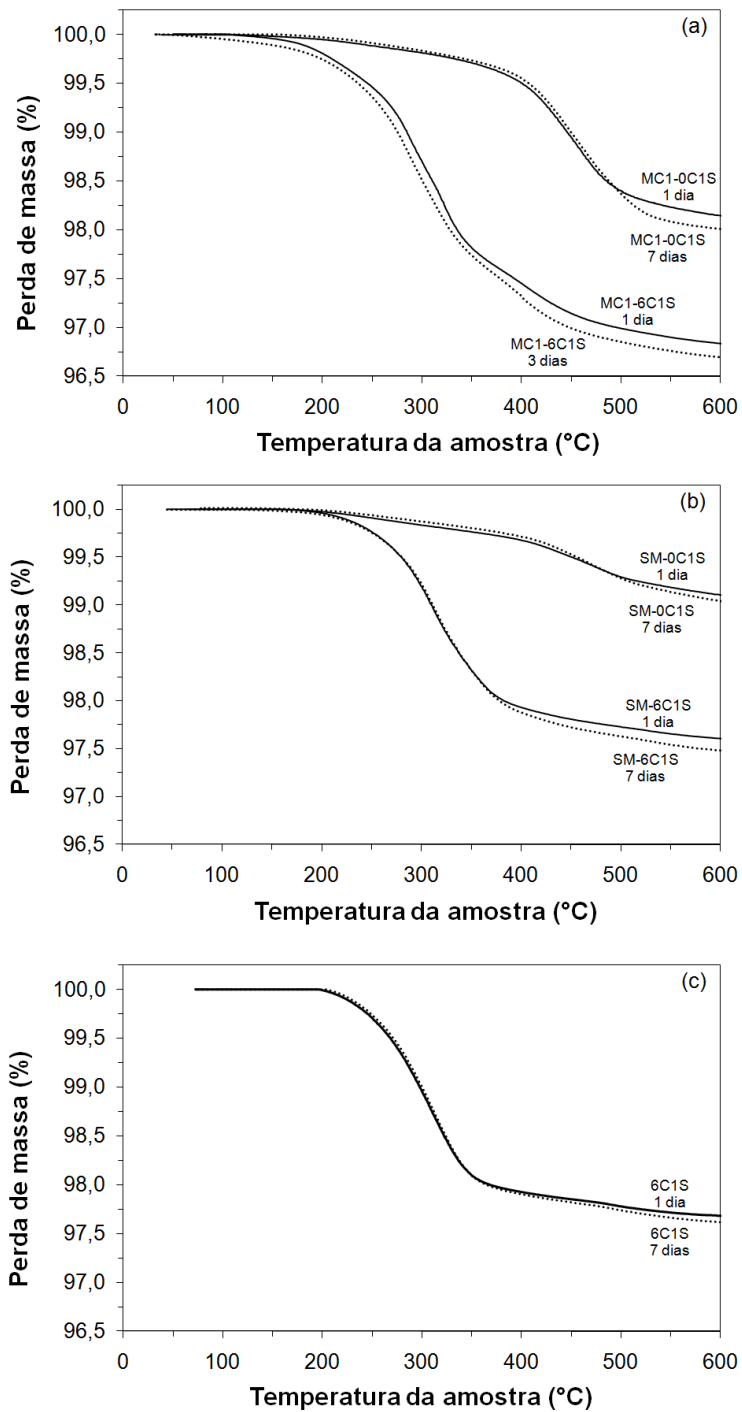 (a)
Perda de massa (%)
100,0
99,5
99,0
98,5
98,0
97,5
97,0
96,5
MC1-0C1S
1 dia
MC1-0C1S
7 dias
MC1-6C1S
1 dia
MC1-6C1S
3 dias
0 100 200 300 400 500 600
Temperatura da amostra (°C)
(b)
Perda de massa (%)
100,0
99,5
99,0
98,5
98,0
97,5
97,0
96,5
SM-0C1S
1 dia
SM-0C1S
7 dias
SM-6C1S
1 dia
SM-6C1S
7 dias
0 100 200 300 400 500 600
Temperatura da amostra (°C)
(c)
Perda de massa (%)
100,0
99,5
99,0
98,5
98,0
97,5
97,0
96,5
6C1S
1 dia
6C1S
7 dias
0 100 200 300 400 500 600
Temperatura da amostra (°C)